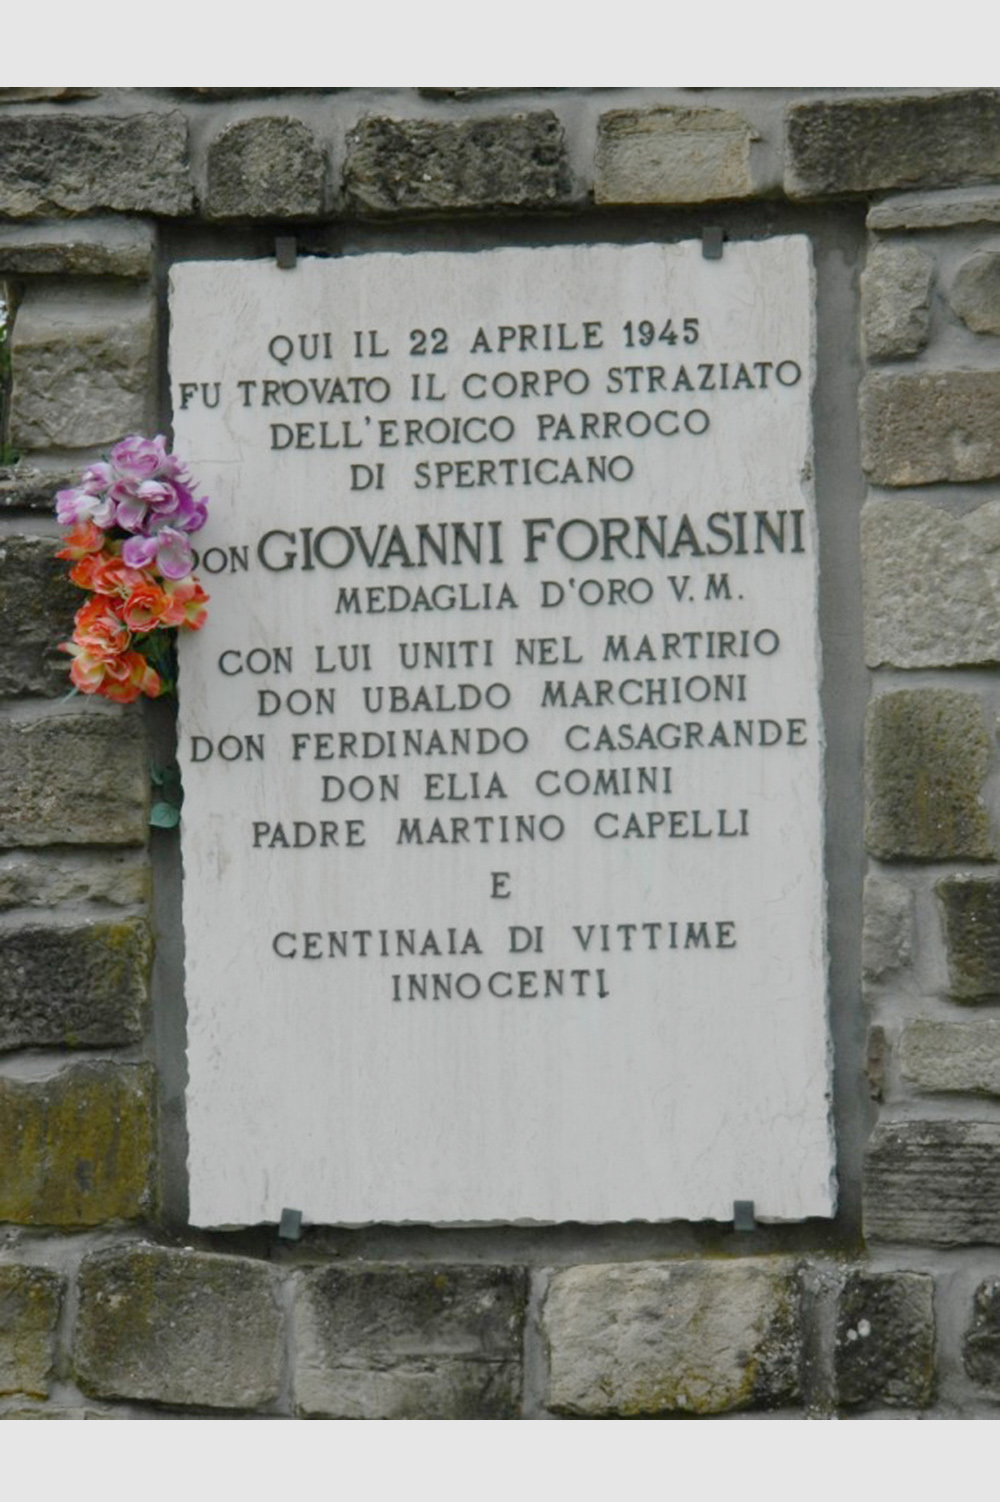 QUI IL 22 APRILE 1945
FU TROVATO IL CORPO STRAZIATO
DELL'EROICO PARROCO
DI SPERTICANO
DON GIOVANNI FORNASINI
MEDAGLIA D'ORO V. M.
CON LUI UNITI NEL MARTIRIO
DON UBALDO MARCHIONI
DON FERDINANDO CASAGRANDE
DON ELIA COMINI
PADRE MARTINO CAPELLI
E
CENTINAIA DI VITTIME
INNOCENTI.